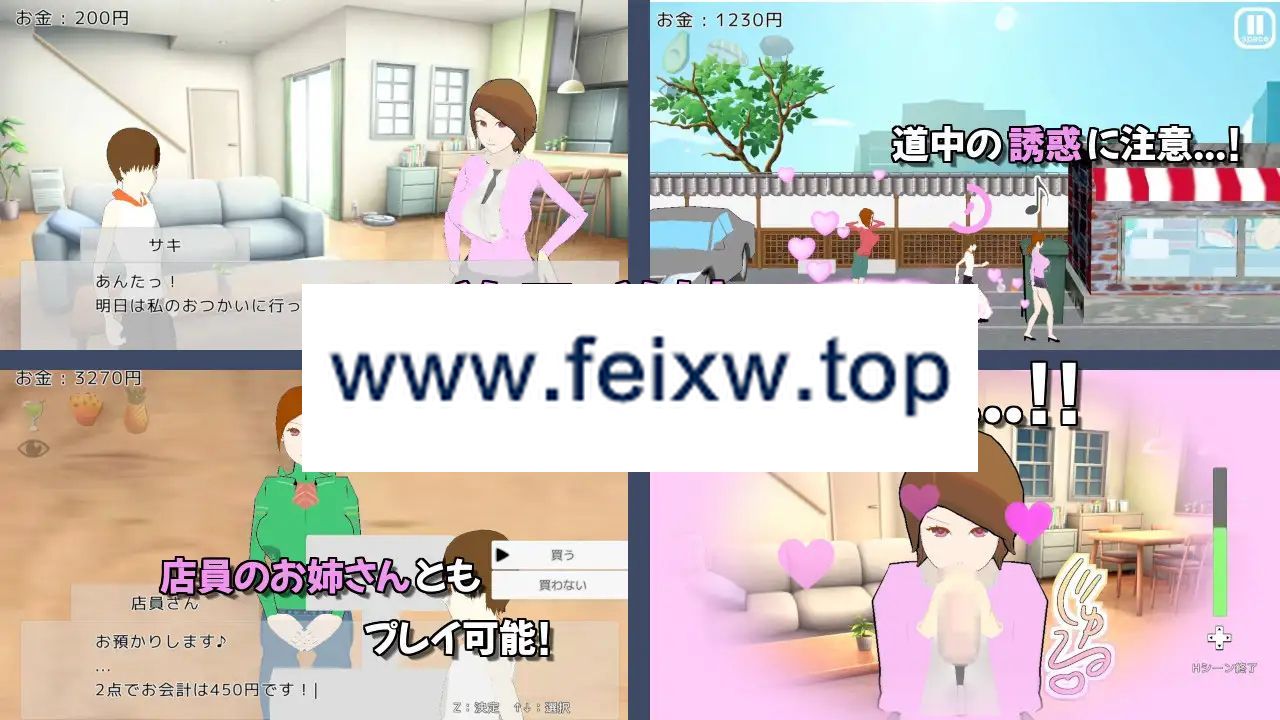 お金：200円
サキ
あんたっ！
明日は私のおつかいに行っ
お金：1230円
space
道中の誘惑に注意...！
www.feixw.top
お金：3270円
買う
買わない
店員のお姉さんとも
プレイ可能！
店員さん
お預かりします♪
...
2点でお会計は450円です！|
Z：決定　↑↓：選択
...！！
Hシーン終了